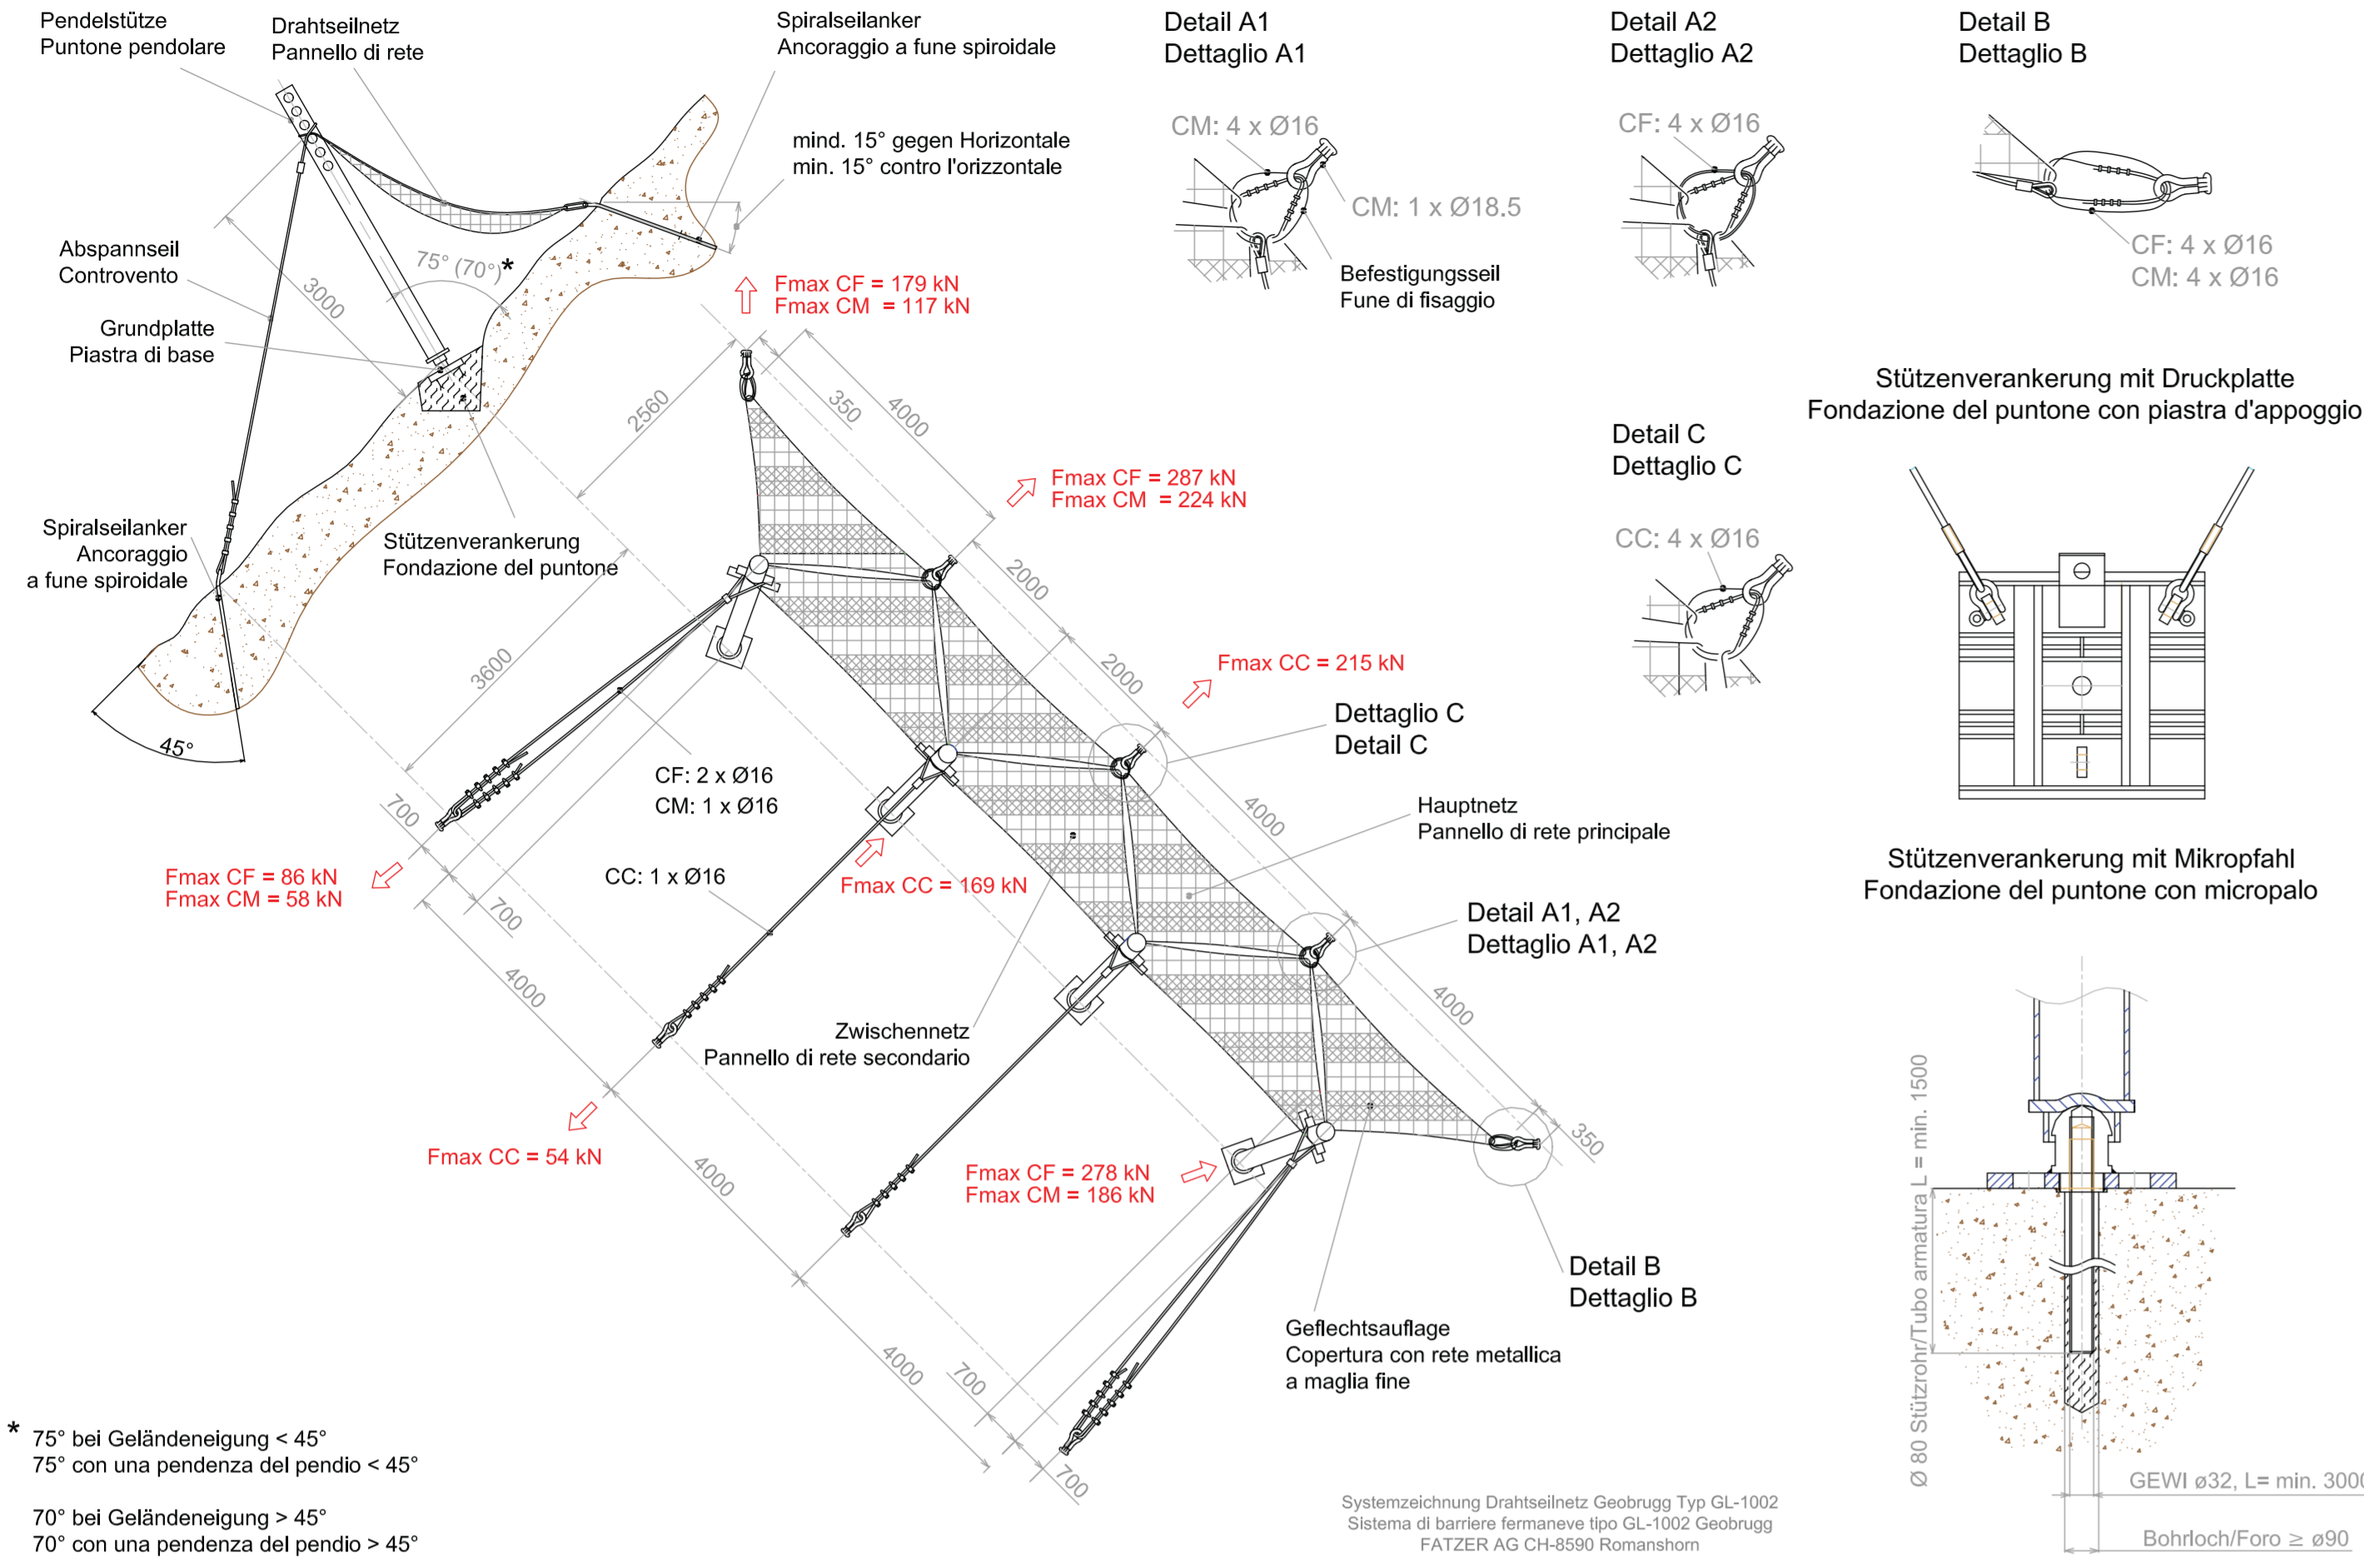 Pendelstütze
Puntone pendolare
Drahtseilnetz
Pannello di rete
Spiralseilanker
Ancoraggio a fune spiroidale
mind. 15° gegen Horizontale
min. 15° contro l'orizzontale
Abspannseil
Controvento
Grundplatte
Piastra di base
3000
75° (70°)*
Spiralseilanker
Ancoraggio
a fune spiroidale
Stützenverankerung
Fondazione del puntone
45°
Detail A1
Dettaglio A1
CM: 4 x Ø16
CM: 1 x Ø18.5
Befestigungsseil
Fune di fisaggio
Detail A2
Dettaglio A2
CF: 4 x Ø16
Detail B
Dettaglio B
CF: 4 x Ø16
CM: 4 x Ø16
Detail C
Dettaglio C
CC: 4 x Ø16
Stützenverankerung mit Druckplatte
Fondazione del puntone con piastra d'appoggio
Stützenverankerung mit Mikropfahl
Fondazione del puntone con micropalo
Ø 80 Stützrohr/Tubo armatura L = min. 1500
GEWI ø32, L= min. 3000
Bohrloch/Foro ≥ ø90
Fmax CF = 179 kN
Fmax CM = 117 kN
2560
350
4000
Fmax CF = 287 kN
Fmax CM = 224 kN
2000
2000
Fmax CC = 215 kN
3600
Dettaglio C
Detail C
4000
CF: 2 x Ø16
CM: 1 x Ø16
Hauptnetz
Pannello di rete principale
700
Fmax CF = 86 kN
Fmax CM = 58 kN
CC: 1 x Ø16
Fmax CC = 169 kN
700
Detail A1, A2
Dettaglio A1, A2
4000
4000
Zwischennetz
Pannello di rete secondario
Fmax CC = 54 kN
4000
Fmax CF = 278 kN
Fmax CM = 186 kN
350
Detail B
Dettaglio B
Geflechtsauflage
Copertura con rete metallica
a maglia fine
4000
700
700
* 75° bei Geländeneigung < 45°
75° con una pendenza del pendio < 45°
70° bei Geländeneigung > 45°
70° con una pendenza del pendio > 45°
Systemzeichnung Drahtseilnetz Geobrugg Typ GL-1002
Sistema di barriere fermaneve tipo GL-1002 Geobrugg
FATZER AG CH-8590 Romanshorn